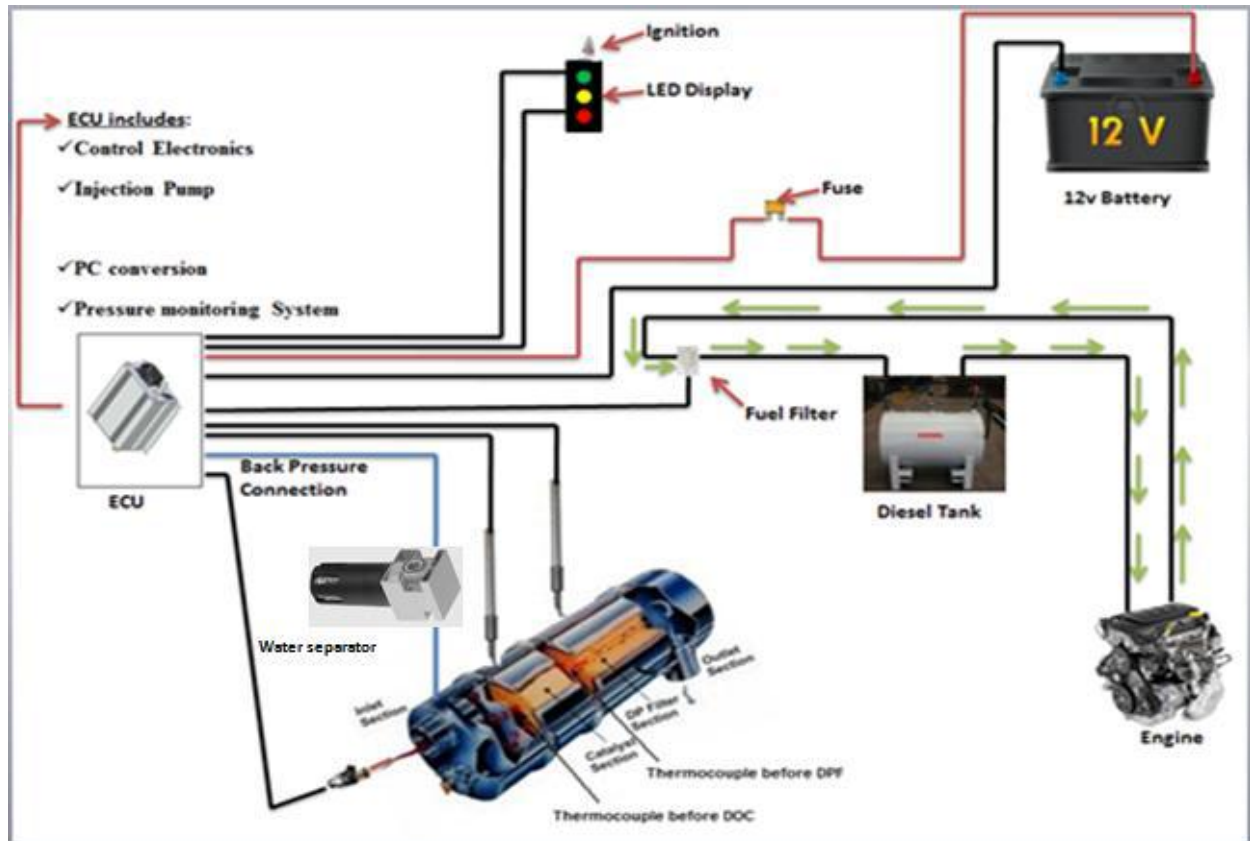 Ignition
LED Display
ECU includes:
✓Control Electronics
✓Injection Pump
✓PC conversion
✓Pressure monitoring System
Fuse
12 V
12v Battery
Fuel Filter
Diesel Tank
Engine
ECU
Back Pressure
Connection
Water separator
Inlet
Section
Catalyst
Section
DP Filter
Section
Outlet
Section
Thermocouple before DPF
Thermocouple before DOC